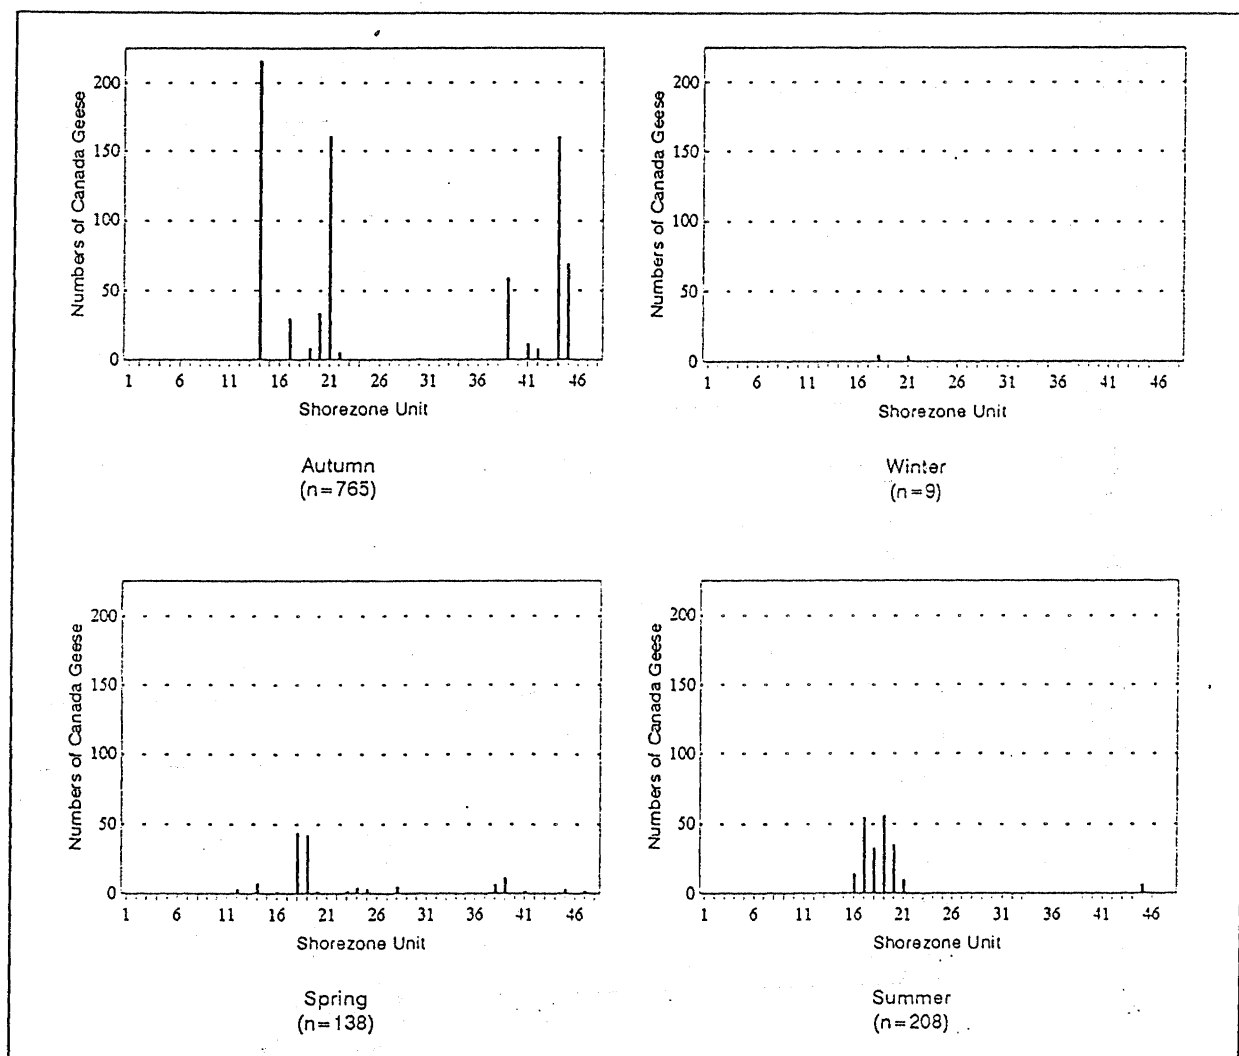 Numbers of Canada Geese
200
150
100
50
0
1 6 11 16 21 26 31 36 41 46
Shorezone Unit
Autumn
(n=765)
Numbers of Canada Geese
200
150
100
50
0
1 6 11 16 21 26 31 36 41 46
Shorezone Unit
Winter
(n=9)
Numbers of Canada Geese
200
150
100
50
0
1 6 11 16 21 26 31 36 41 46
Shorezone Unit
Spring
(n=138)
Numbers of Canada Geese
200
150
100
50
0
1 6 11 16 21 26 31 36 41 46
Shorezone Unit
Summer
(n=208)